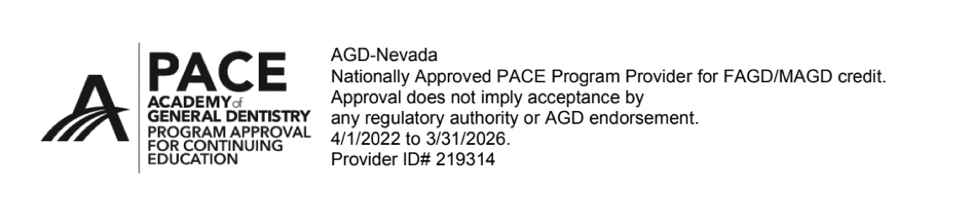 PACE
ACADEMY of
GENERAL DENTISTRY
PROGRAM APPROVAL
FOR CONTINUING
EDUCATION
AGD-Nevada
Nationally Approved PACE Program Provider for FAGD/MAGD credit.
Approval does not imply acceptance by
any regulatory authority or AGD endorsement.
4/1/2022 to 3/31/2026.
Provider ID# 219314